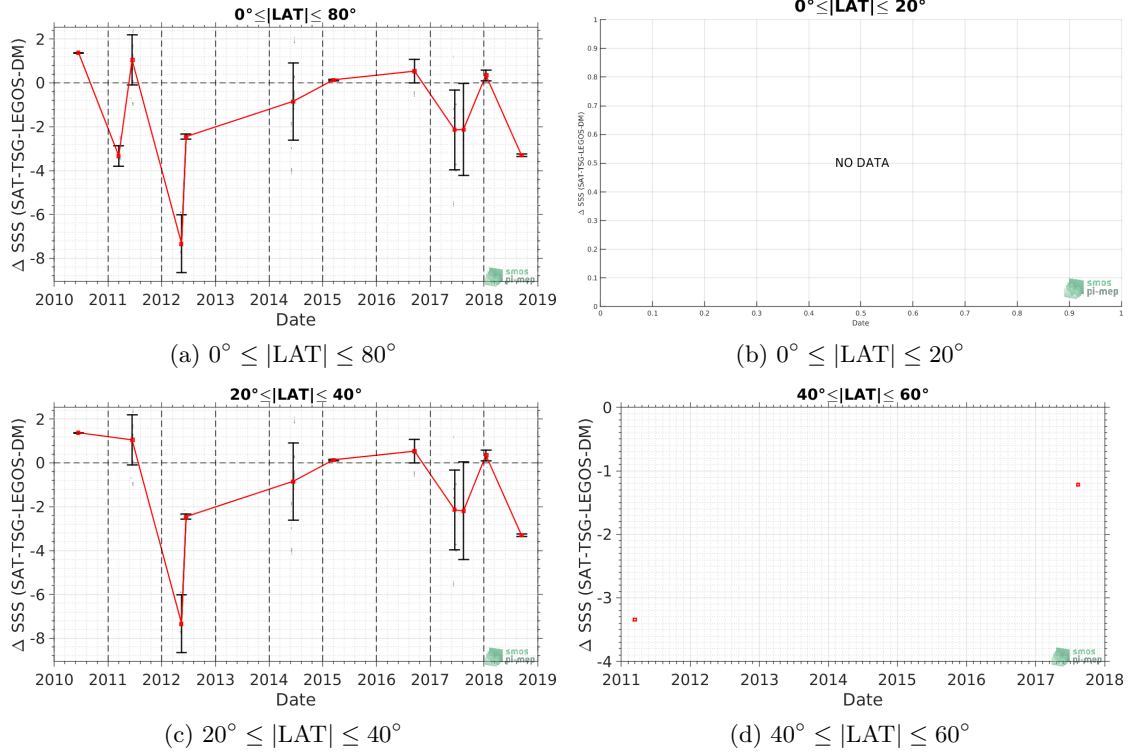 0°≤|LAT|≤ 80°
Δ SSS (SAT-TSG-LEGOS-DM)
2
0
-2
-4
-6
-8
2010 2011 2012 2013 2014 2015 2016 2017 2018 2019
Date
smos
pi-mep
(a) 0° ≤ |LAT| ≤ 80°
0°≤|LAT|≤ 20°
Δ SSS (SAT-TSG-LEGOS-DM)
1
0.9
0.8
0.7
0.6
0.5
0.4
0.3
0.2
0.1
0
NO DATA
0 0.1 0.2 0.3 0.4 0.5 0.6 0.7 0.8 0.9 1
Date
smos
pi-mep
(b) 0° ≤ |LAT| ≤ 20°
20°≤|LAT|≤ 40°
Δ SSS (SAT-TSG-LEGOS-DM)
2
0
-2
-4
-6
-8
2010 2011 2012 2013 2014 2015 2016 2017 2018 2019
Date
smos
pi-mep
(c) 20° ≤ |LAT| ≤ 40°
40°≤|LAT|≤ 60°
Δ SSS (SAT-TSG-LEGOS-DM)
0
-1
-2
-3
-4
2011 2012 2013 2014 2015 2016 2017 2018
Date
smos
pi-mep
(d) 40° ≤ |LAT| ≤ 60°